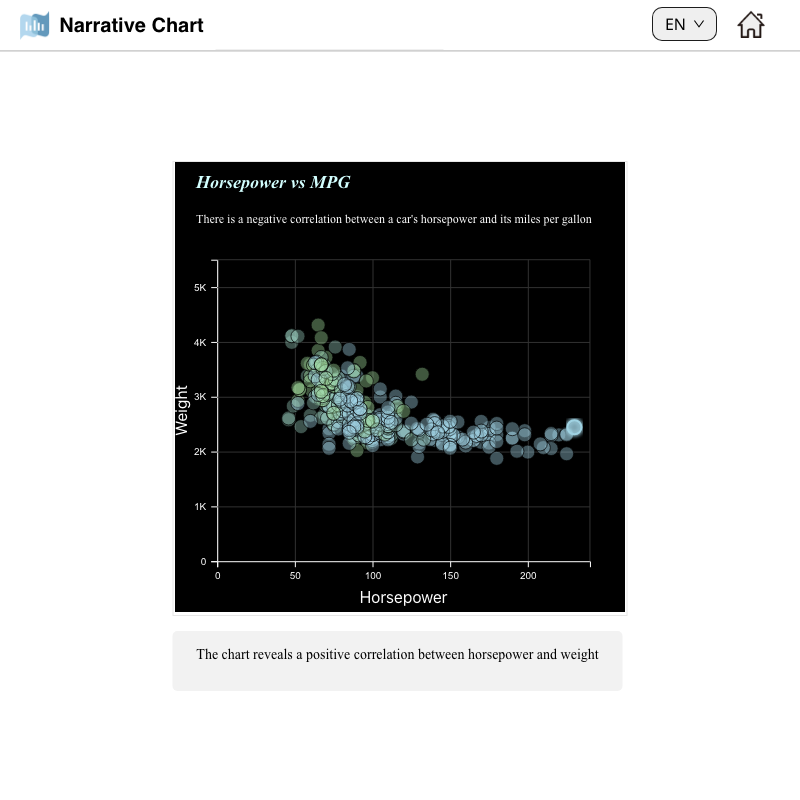 Narrative Chart
EN
Horsepower vs MPG
There is a negative correlation between a car's horsepower and its miles per gallon
5K
4K
3K
2K
1K
0
Weight
0 50 100 150 200
Horsepower
The chart reveals a positive correlation between horsepower and weight